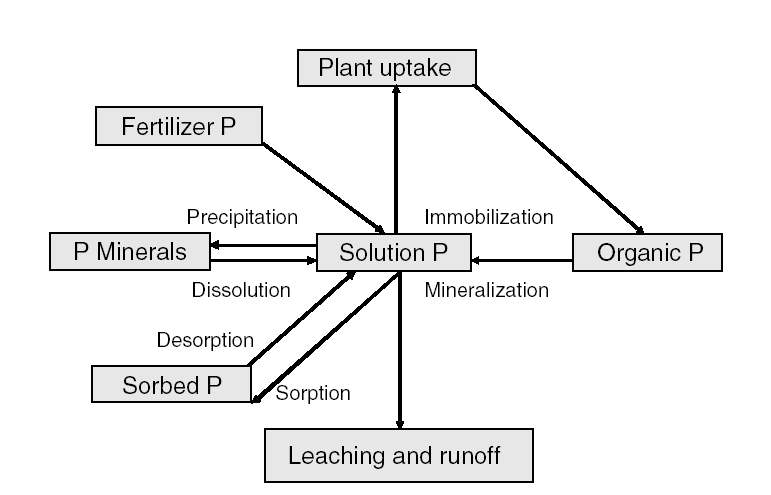 Plant uptake
Fertilizer P
Precipitation
Immobilization
P Minerals
Solution P
Organic P
Dissolution
Mineralization
Desorption
Sorbed P
Sorption
Leaching and runoff